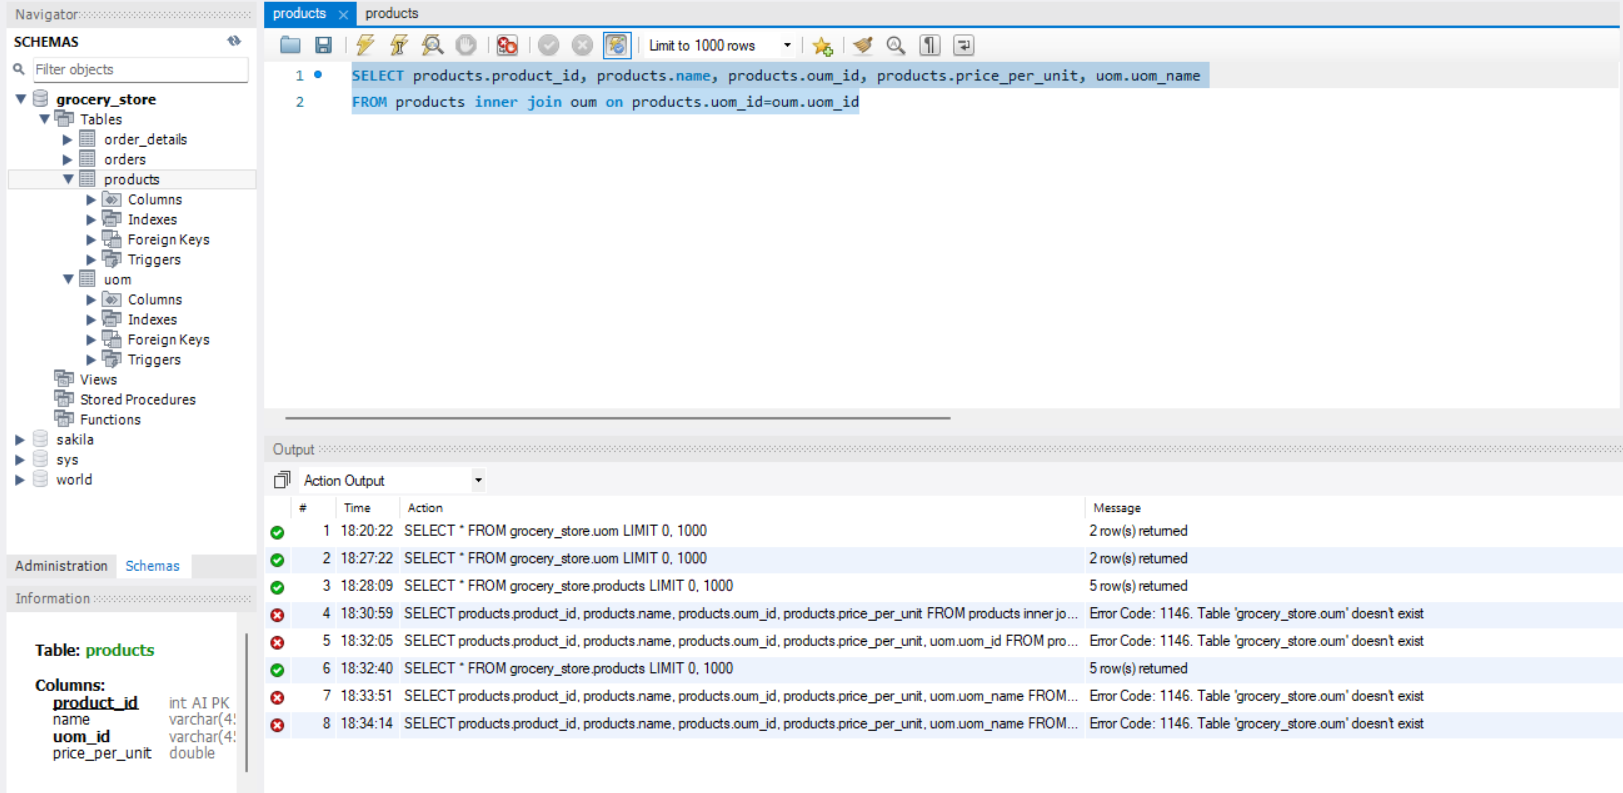 Navigator
SCHEMAS
Filter objects
grocery_store
Tables
order_details
orders
products
Columns
Indexes
Foreign Keys
Triggers
uom
Columns
Indexes
Foreign Keys
Triggers
Views
Stored Procedures
Functions
sakila
sys
world
Administration Schemas
Information
Table: products
Columns:
product_id int AI PK
name varchar(45
uom_id varchar(45
price_per_unit double
products products
Limit to 1000 rows
1 SELECT products.product_id, products.name, products.oum_id, products.price_per_unit, uom.uom_name
2 FROM products inner join oum on products.uom_id=oum.uom_id
Output
Action Output
# Time Action Message
1 18:20:22 SELECT * FROM grocery_store.uom LIMIT 0, 1000 2 row(s) returned
2 18:27:22 SELECT * FROM grocery_store.uom LIMIT 0, 1000 2 row(s) returned
3 18:28:09 SELECT * FROM grocery_store.products LIMIT 0, 1000 5 row(s) returned
4 18:30:59 SELECT products.product_id, products.name, products.oum_id, products.price_per_unit FROM products inner jo... Error Code: 1146. Table 'grocery_store.oum' doesn't exist
5 18:32:05 SELECT products.product_id, products.name, products.oum_id, products.price_per_unit, uom.uom_id FROM pro... Error Code: 1146. Table 'grocery_store.oum' doesn't exist
6 18:32:40 SELECT * FROM grocery_store.products LIMIT 0, 1000 5 row(s) returned
7 18:33:51 SELECT products.product_id, products.name, products.oum_id, products.price_per_unit, uom.uom_name FROM... Error Code: 1146. Table 'grocery_store.oum' doesn't exist
8 18:34:14 SELECT products.product_id, products.name, products.oum_id, products.price_per_unit, uom.uom_name FROM... Error Code: 1146. Table 'grocery_store.oum' doesn't exist